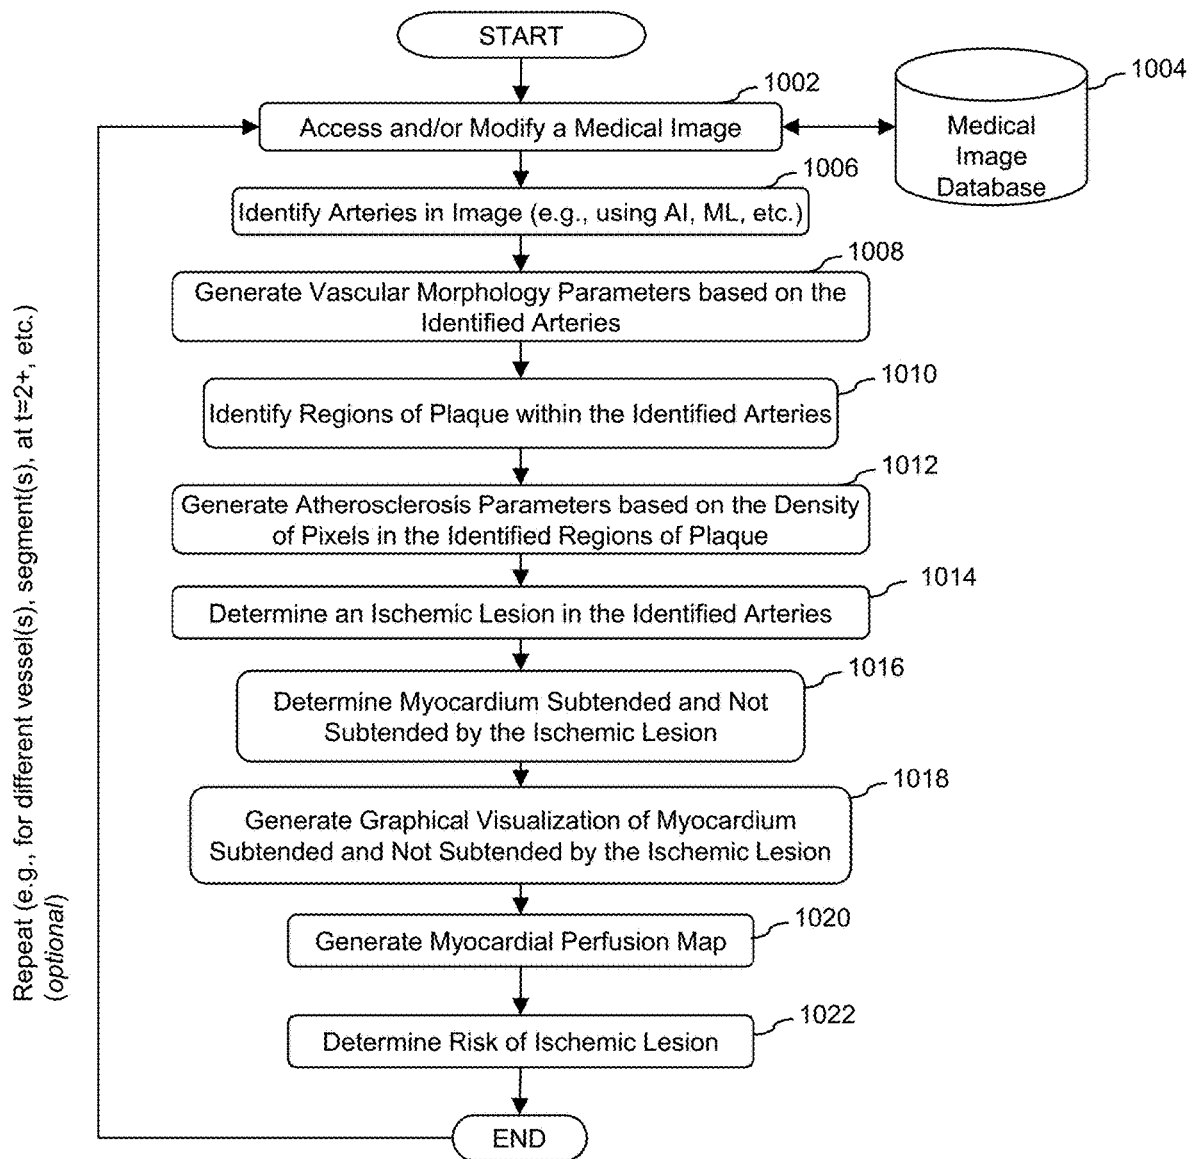 START
1002
Access and/or Modify a Medical Image
1004
Medical
Image
Database
1006
Identify Arteries in Image (e.g., using AI, ML, etc.)
1008
Generate Vascular Morphology Parameters based on the
Identified Arteries
1010
Identify Regions of Plaque within the Identified Arteries
1012
Generate Atherosclerosis Parameters based on the Density
of Pixels in the Identified Regions of Plaque
1014
Determine an Ischemic Lesion in the Identified Arteries
1016
Determine Myocardium Subtended and Not
Subtended by the Ischemic Lesion
1018
Generate Graphical Visualization of Myocardium
Subtended and Not Subtended by the Ischemic Lesion
1020
Generate Myocardial Perfusion Map
1022
Determine Risk of Ischemic Lesion
END
Repeat (e.g., for different vessel(s), segment(s), at t=2+, etc.)
(optional)